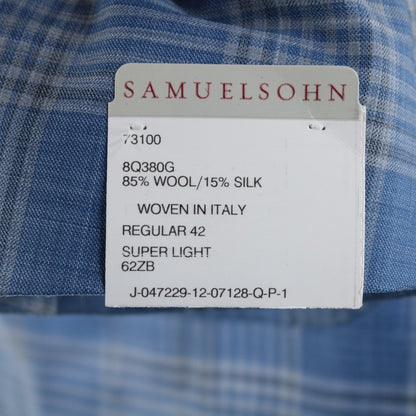 SAMUELSOHN
73100
8Q380G
85% WOOL/15% SILK
WOVEN IN ITALY
REGULAR 42
SUPER LIGHT
62ZB
J-047229-12-07128-Q-P-1